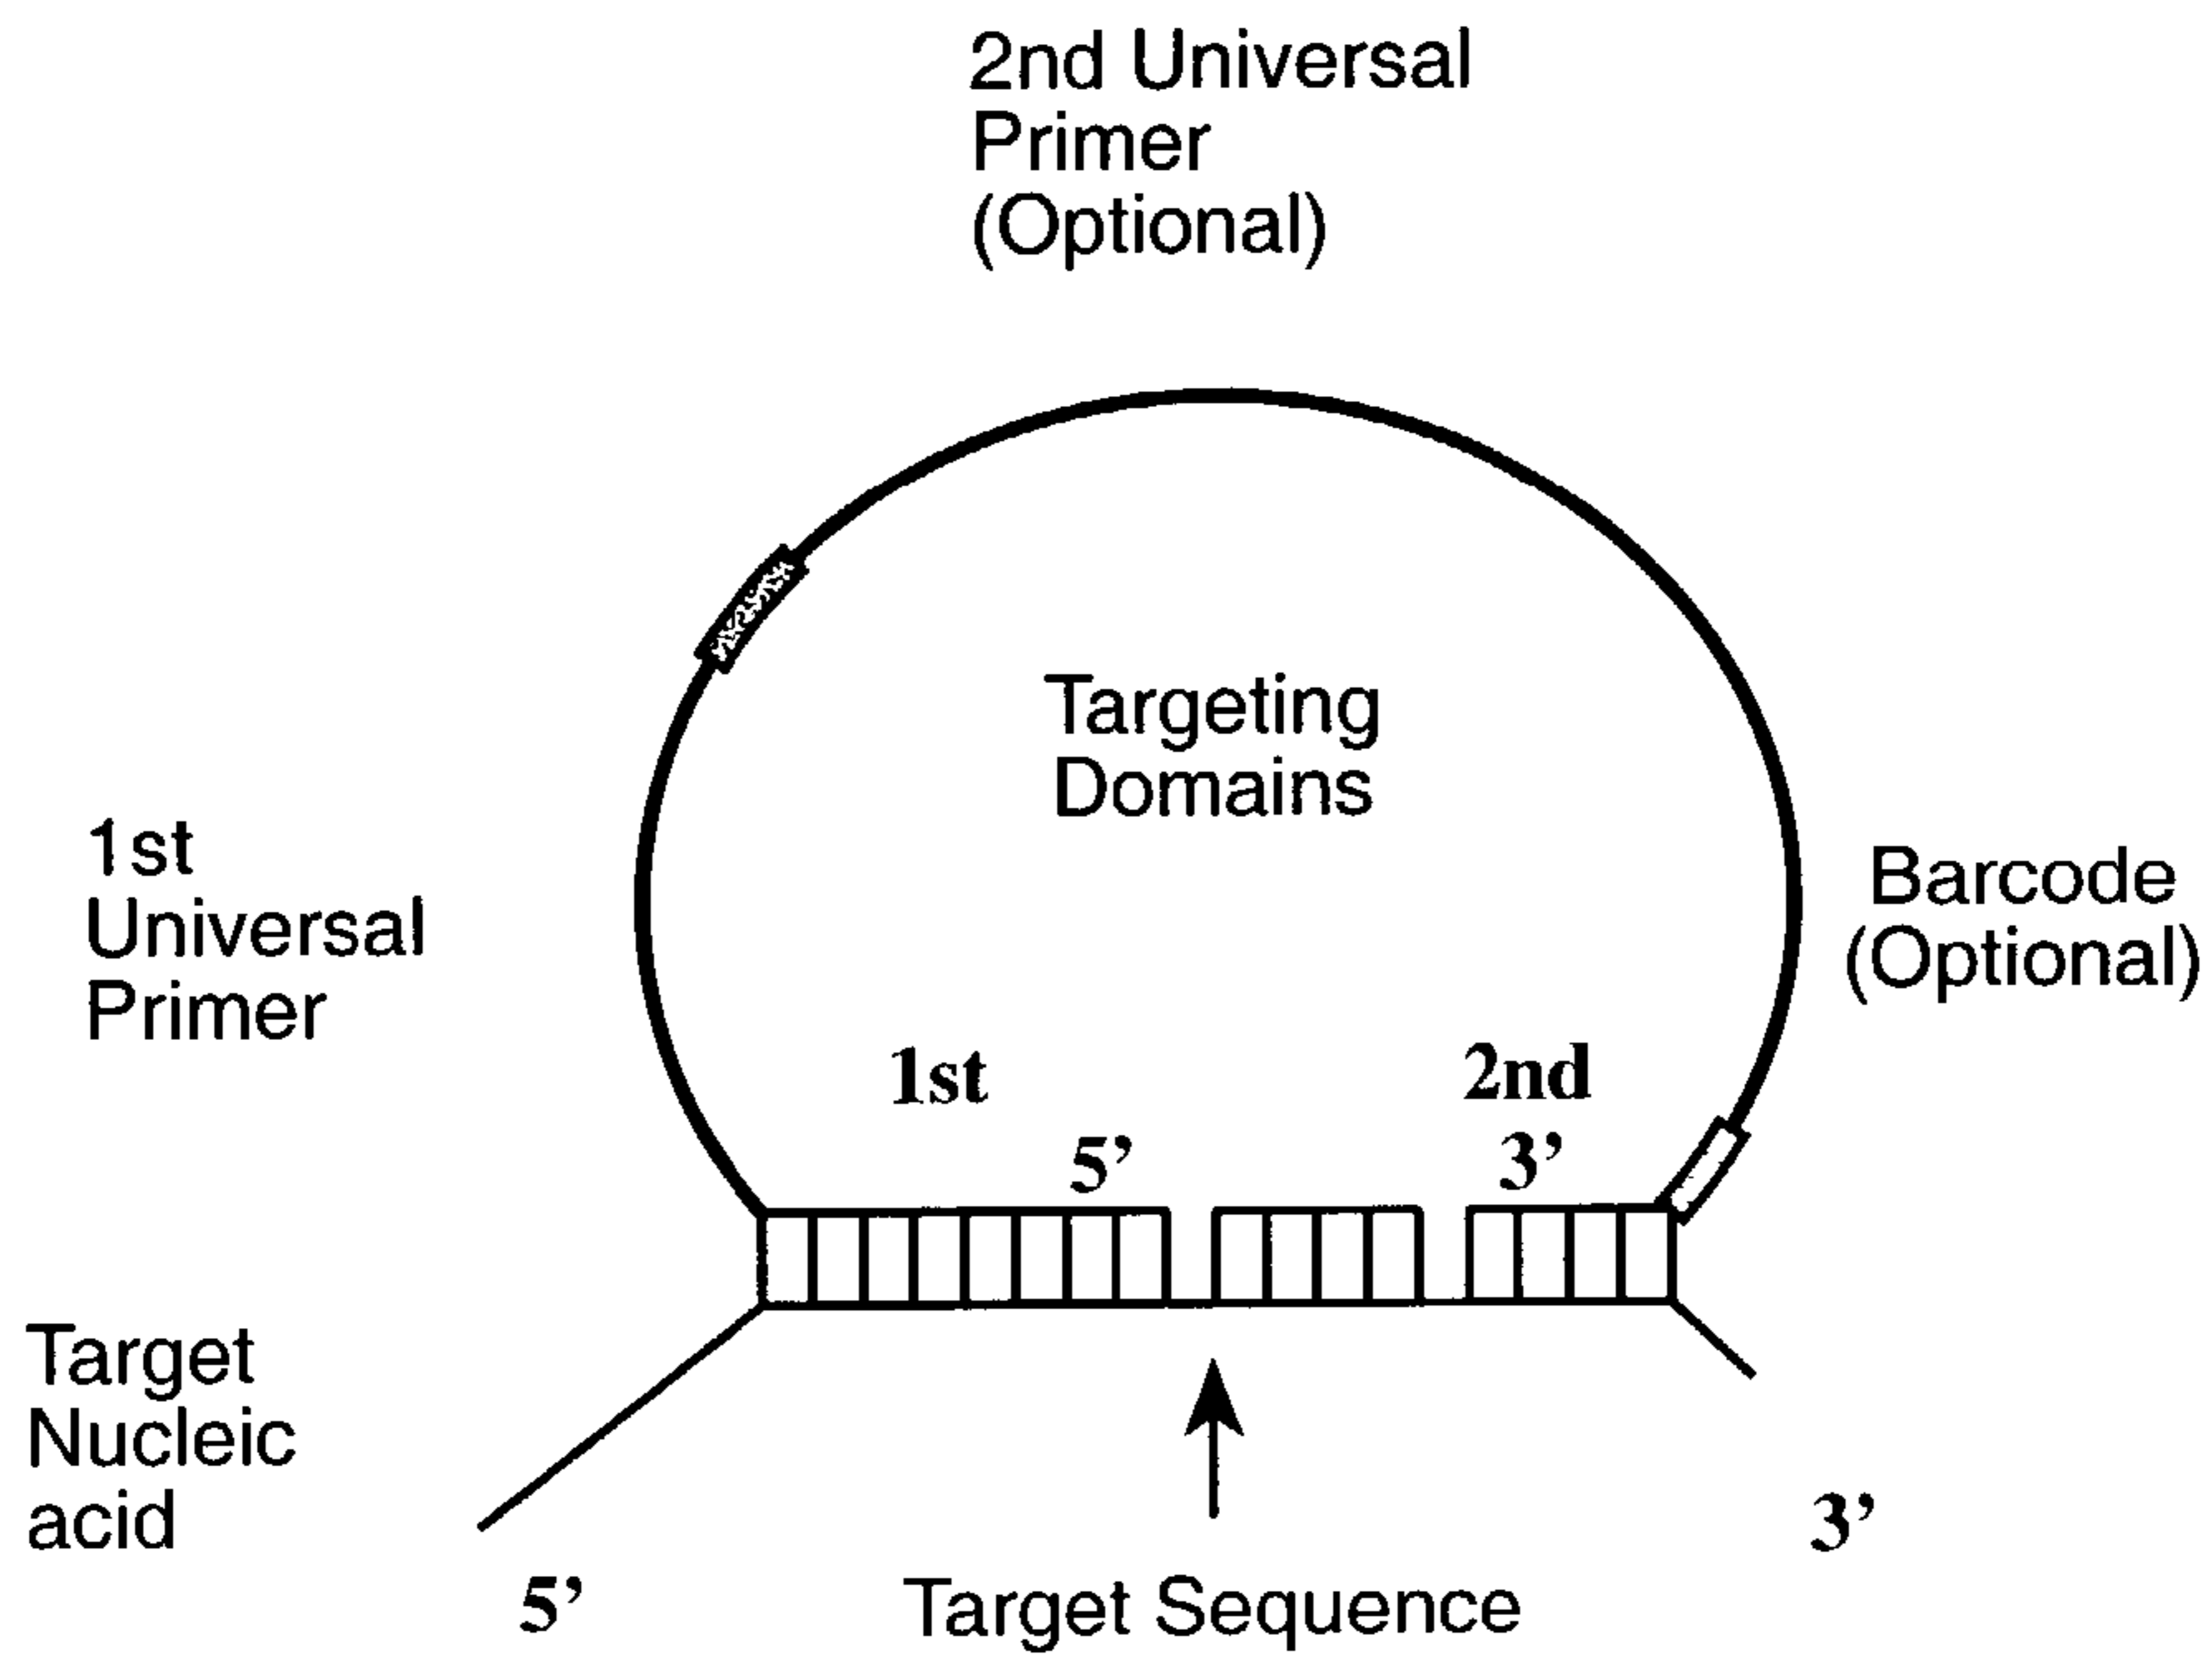 2nd Universal
Primer
(Optional)
Targeting
Domains
1st
Universal
Primer
Barcode
(Optional)
1st
2nd
5’
3’
Target
Nucleic
acid
5’
Target Sequence
3’